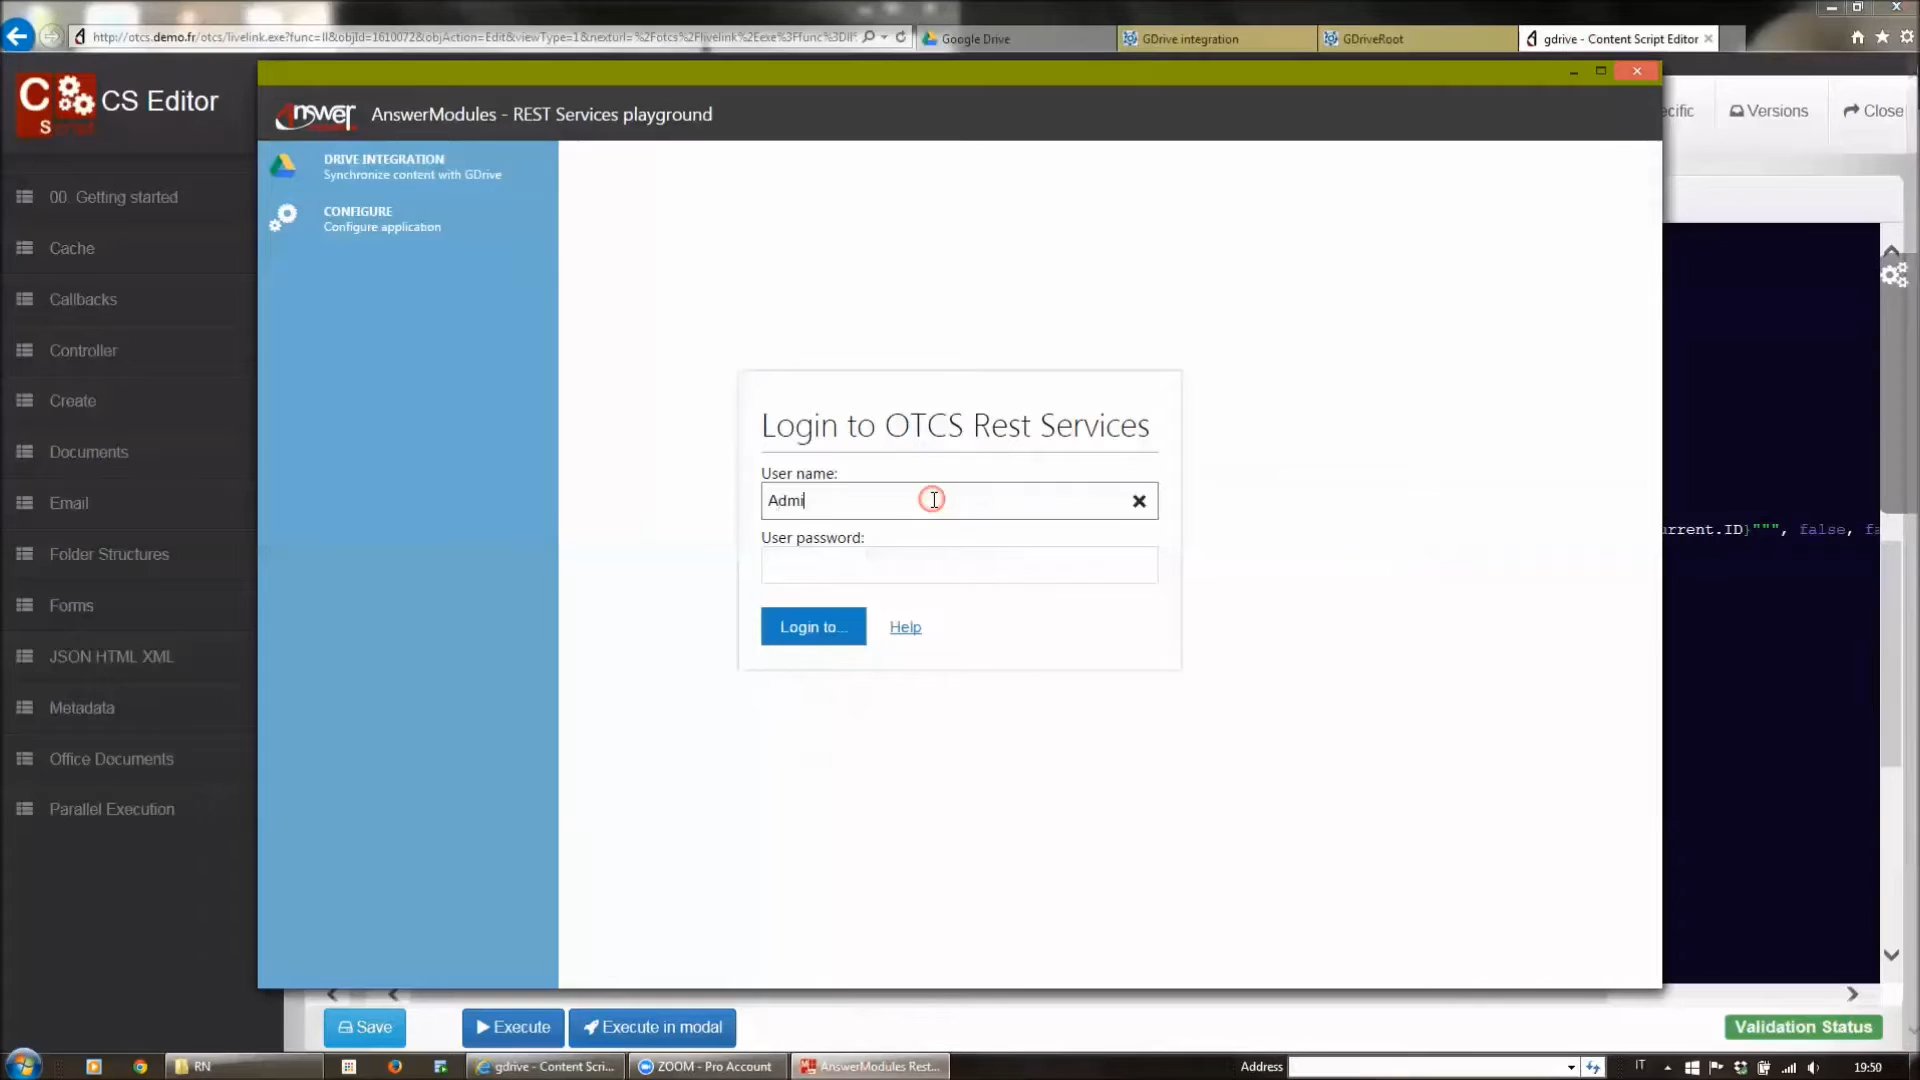 http://otcs.demo.fr/otcs/livelink.exe?func=ll&objId=1610072&objAction=Edit&viewType=1&nexturl=%2Fotcs%2Flivelink%2Eexe%3Ffunc%3Dll
Google Drive
GDrive integration
GDriveRoot
gdrive - Content Script Editor
CS Editor
Script
Answer
AnswerModules - REST Services playground
ecific
Versions
Close
DRIVE INTEGRATION
Synchronize content with GDrive
CONFIGURE
Configure application
00. Getting started
Cache
Callbacks
Controller
Create
Documents
Email
Folder Structures
Forms
JSON HTML XML
Metadata
Office Documents
Parallel Execution
Login to OTCS Rest Services
User name:
Admi
User password:
Login to...
Help
urrent.ID}""", false, fa
Save
Execute
Execute in modal
Validation Status
RN
gdrive - Content Scri...
ZOOM - Pro Account
AnswerModules Rest...
Address
IT
19:50